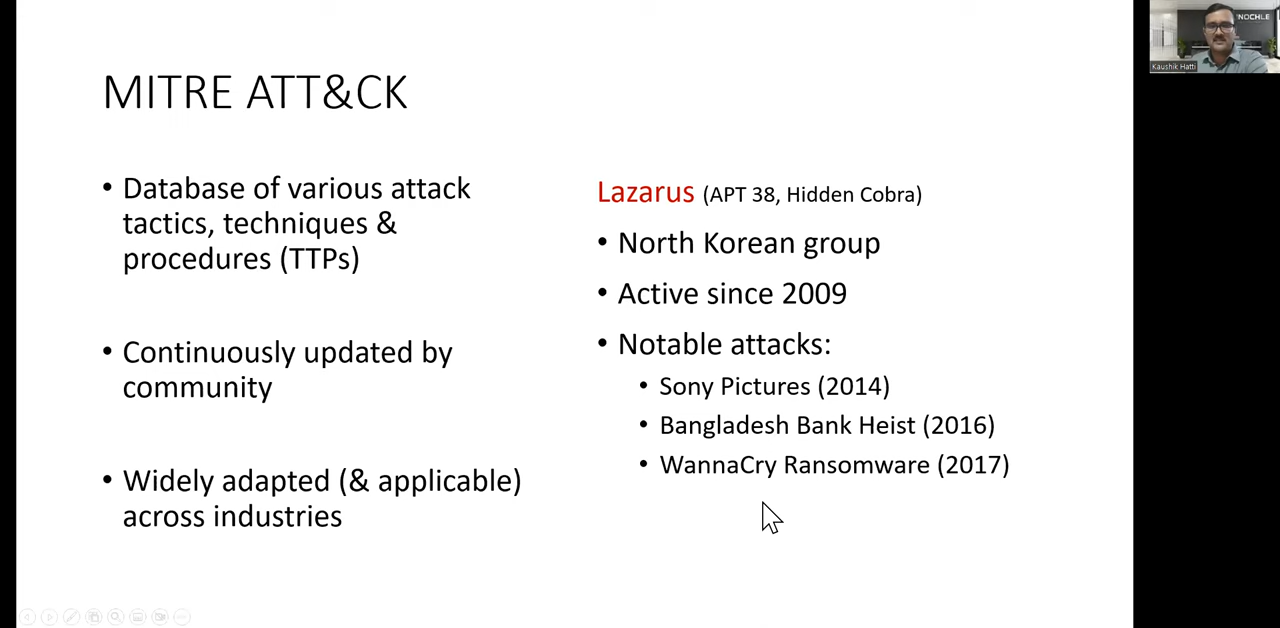 MITRE ATT&CK
• Database of various attack
tactics, techniques &
procedures (TTPs)
• Continuously updated by
community
• Widely adapted (& applicable)
across industries
Lazarus (APT 38, Hidden Cobra)
• North Korean group
• Active since 2009
• Notable attacks:
• Sony Pictures (2014)
• Bangladesh Bank Heist (2016)
• WannaCry Ransomware (2017)
NOCHLE
Kaushik Hatti